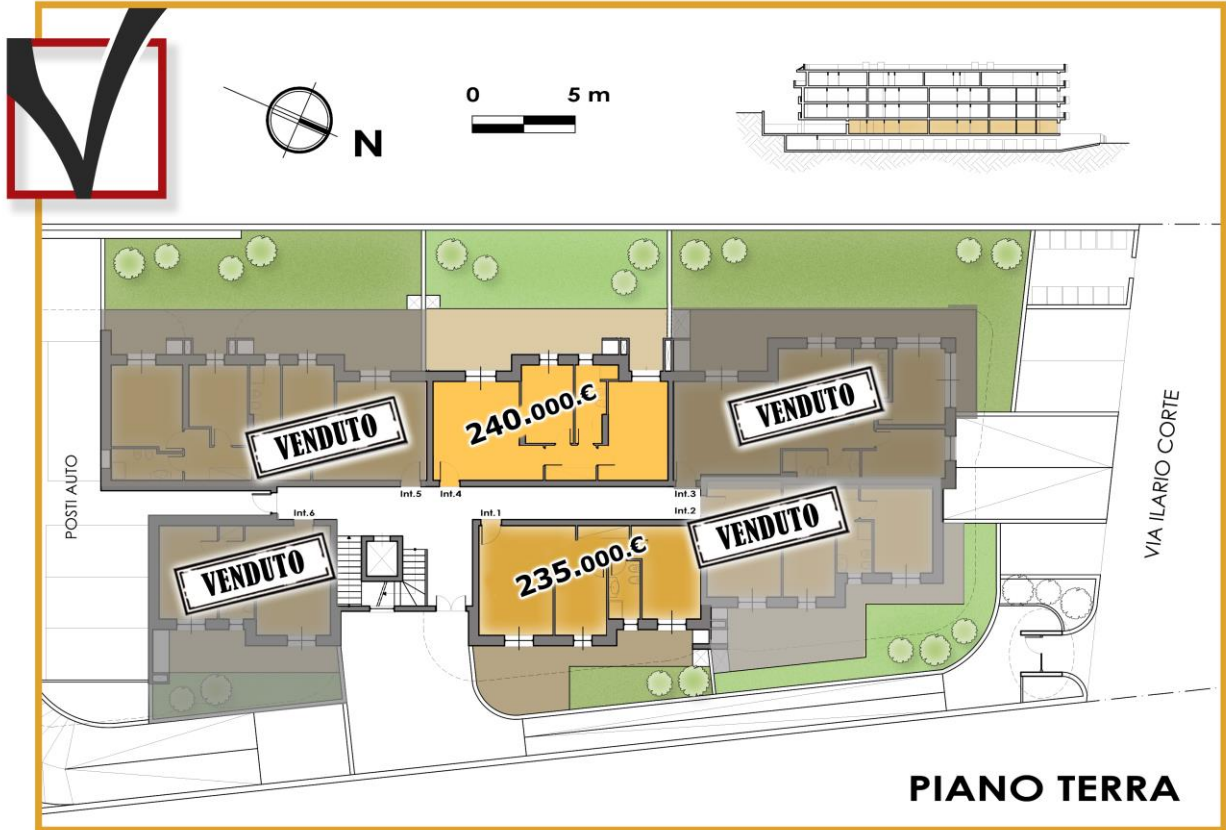 0 5 m
N
POSTI AUTO
VENDUTO
240.000.€
VENDUTO
VIA ILARIO CORTE
Int.5
Int.4
Int.3
Int.6
Int.1
Int.2
VENDUTO
235.000.€
VENDUTO
PIANO TERRA